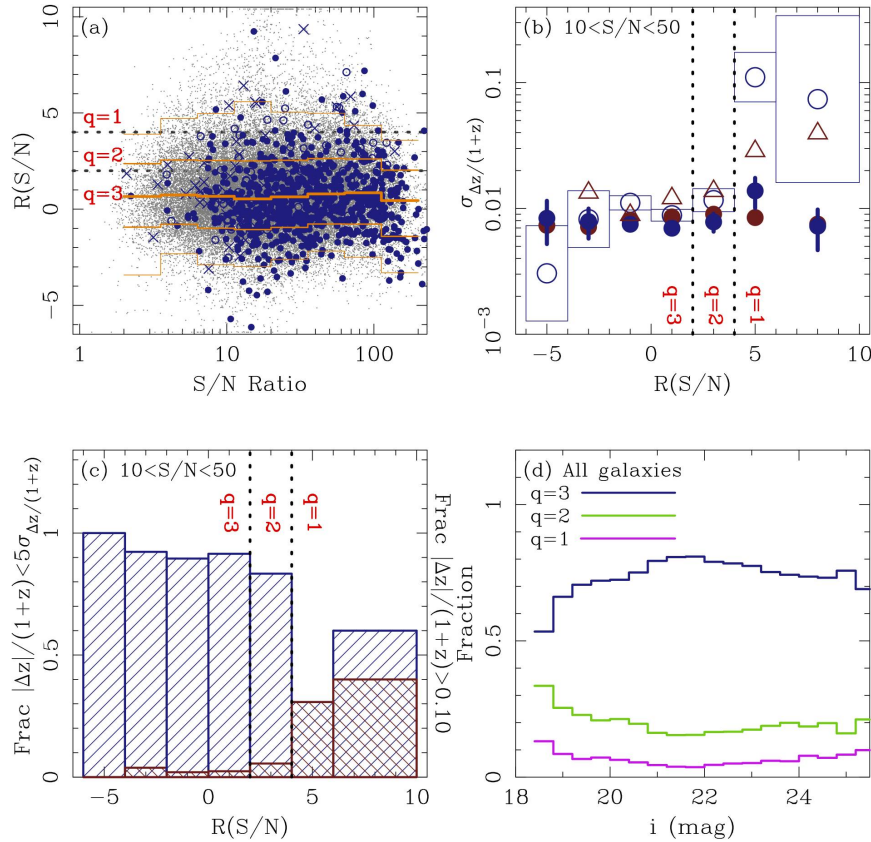 (a)
10
5
0
−5
q=1
q=2
q=3
R(S/N)
1
10
100
S/N Ratio
(b) 10<S/N<50
0.1
0.01
10⁻³
σΔz/(1+z)
q=3
q=2
q=1
−5
0
5
10
R(S/N)
(c) 10<S/N<50
1
0.5
0
Frac |Δz|/(1+z)<5σΔz/(1+z)
q=3
q=2
q=1
Frac |Δz|/(1+z)>0.10
−5
0
5
10
R(S/N)
(d) All galaxies
q=3
q=2
q=1
1
0.5
0
Fraction
18
20
22
24
i (mag)